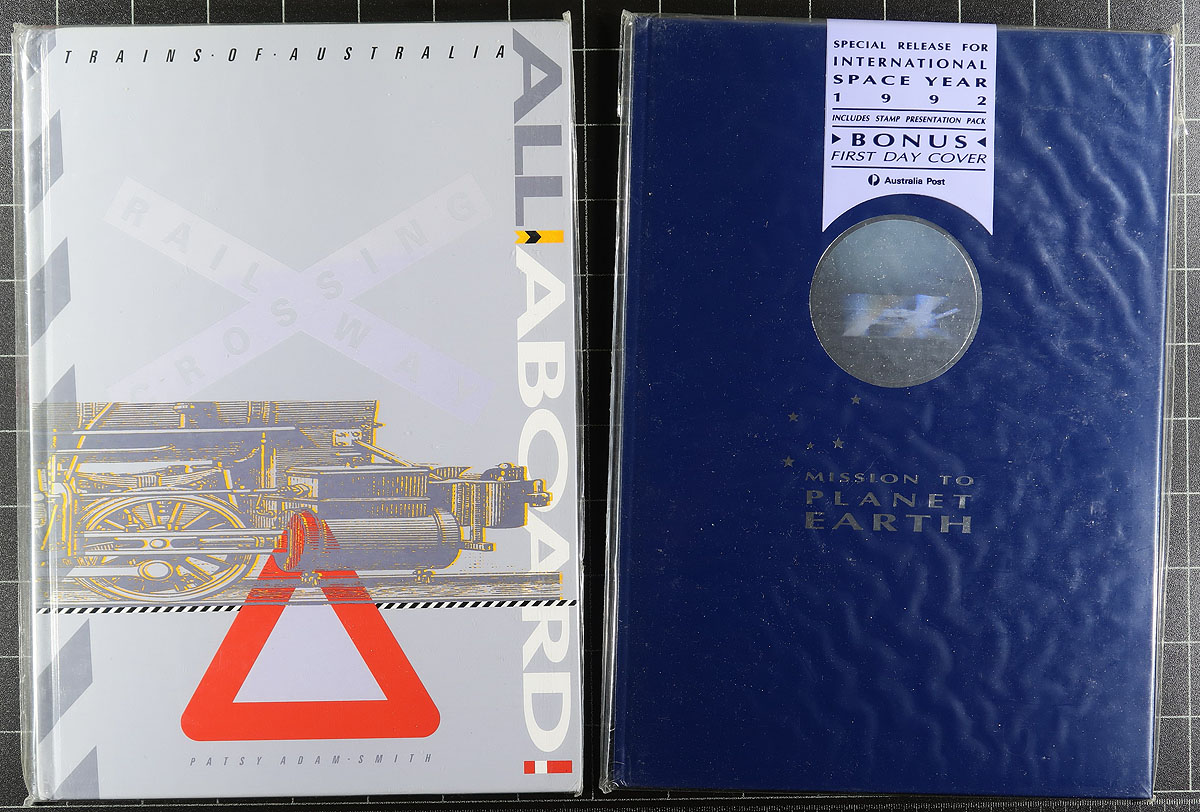 TRAINS·OF·AUSTRALIA
ALL ABOARD!
RAILWAY
CROSSING
PATSY ADAM-SMITH
SPECIAL RELEASE FOR
INTERNATIONAL
SPACE YEAR
1992
INCLUDES STAMP PRESENTATION PACK
BONUS
FIRST DAY COVER
Australia Post
MISSION TO
PLANET
EARTH